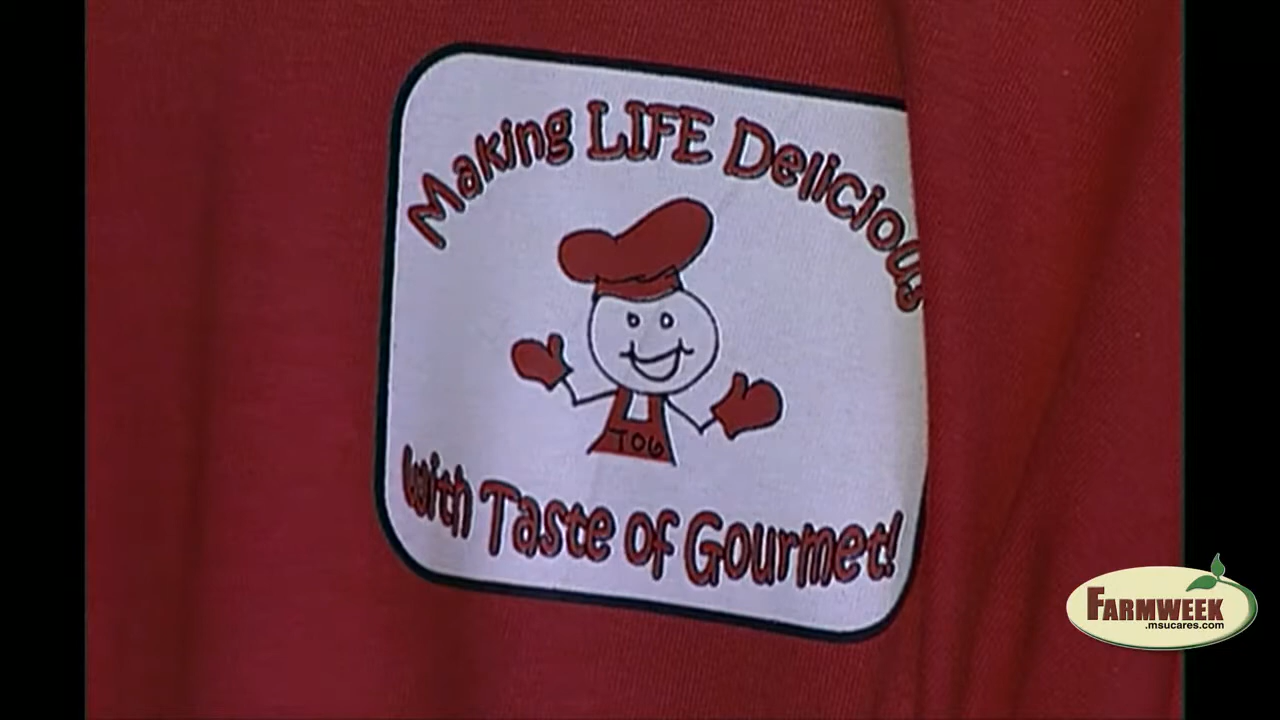 Making LIFE Delicious
TOG
with Taste of Gourmet!
FARMWEEK
.msucares.com